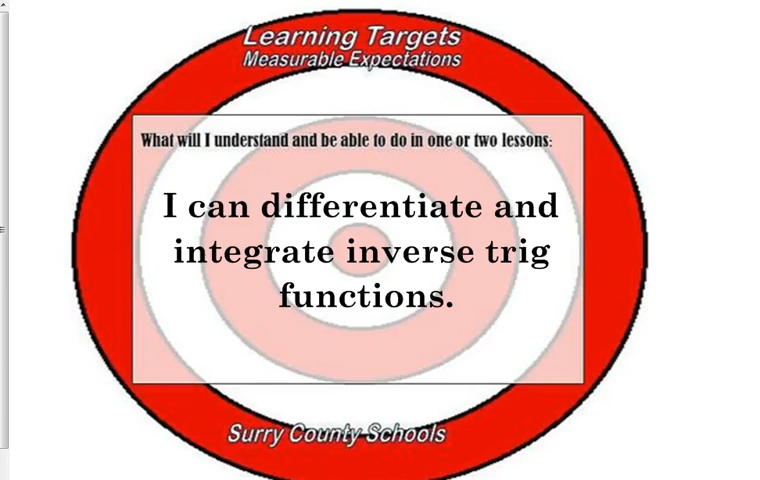 Learning Targets
Measurable Expectations
What will I understand and be able to do in one or two lessons:
I can differentiate and
integrate inverse trig
functions.
Surry County Schools